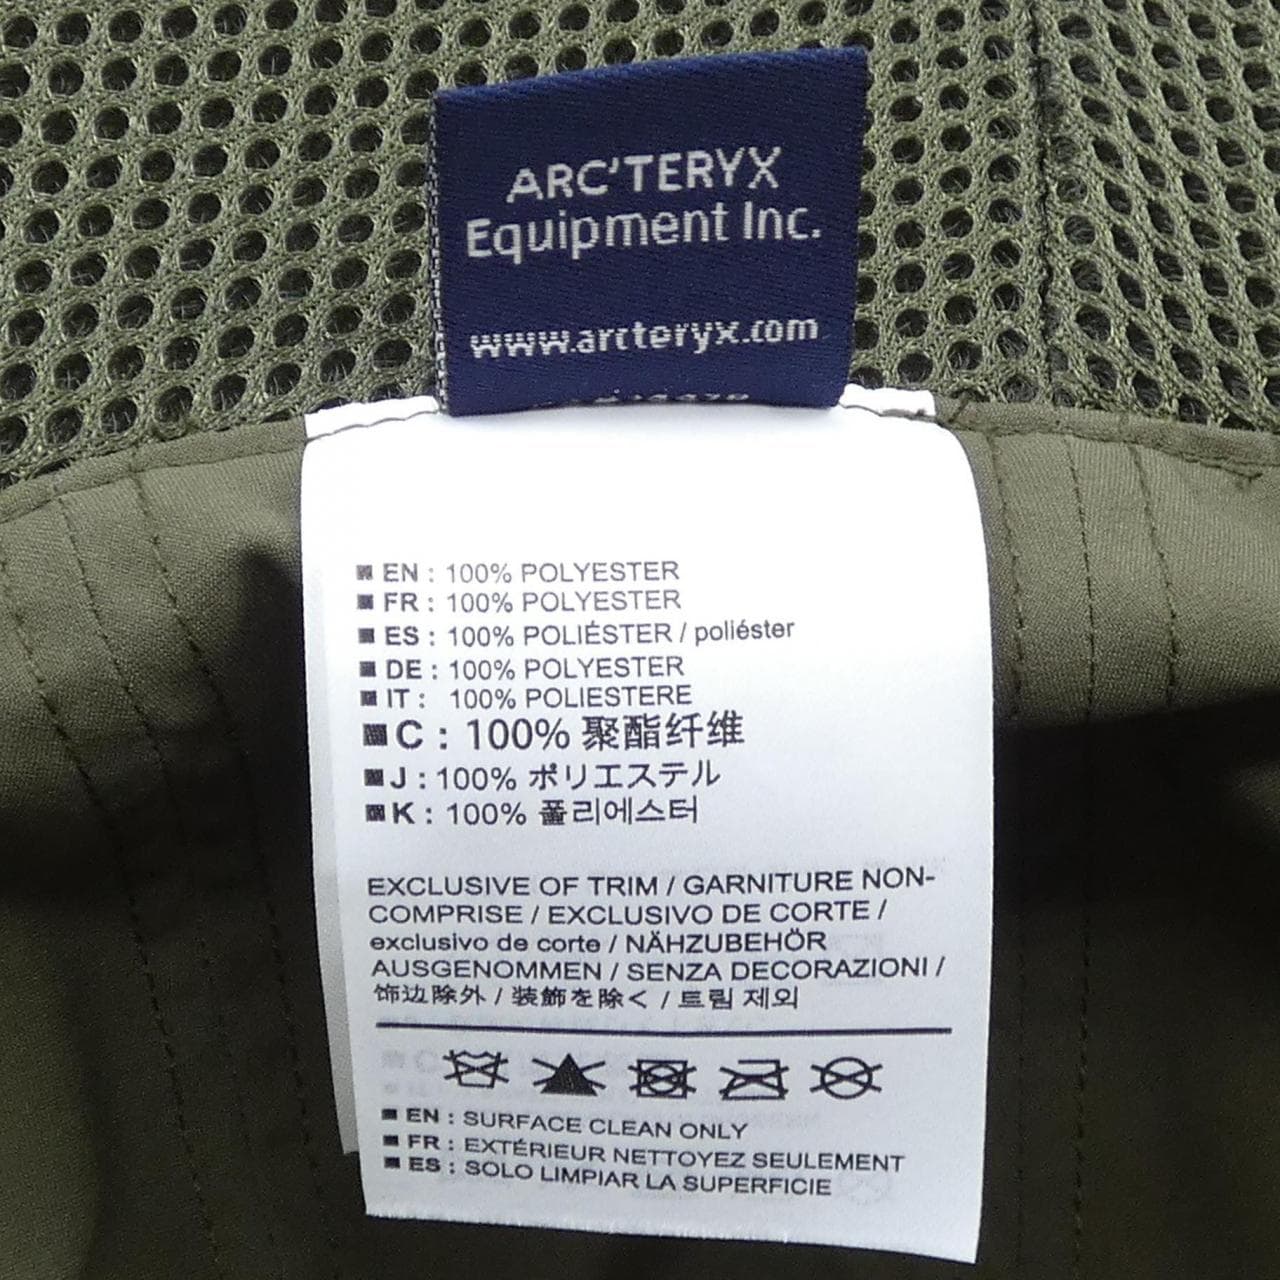 ARC'TERYX
Equipment Inc.
www.arcteryx.com
EN : 100% POLYESTER
FR : 100% POLYESTER
ES : 100% POLIÉSTER / poliéster
DE : 100% POLYESTER
IT : 100% POLIESTERE
C : 100% 聚酯纤维
J : 100% ポリエステル
K : 100% 폴리에스터
EXCLUSIVE OF TRIM / GARNITURE NON-
COMPRISE / EXCLUSIVO DE CORTE /
exclusivo de corte / NÄHZUBEHÖR
AUSGENOMMEN / SENZA DECORAZIONI /
饰边除外 / 装飾を除く / 트림 제외
EN : SURFACE CLEAN ONLY
FR : EXTÉRIEUR NETTOYEZ SEULEMENT
ES : SOLO LIMPIAR LA SUPERFICIE